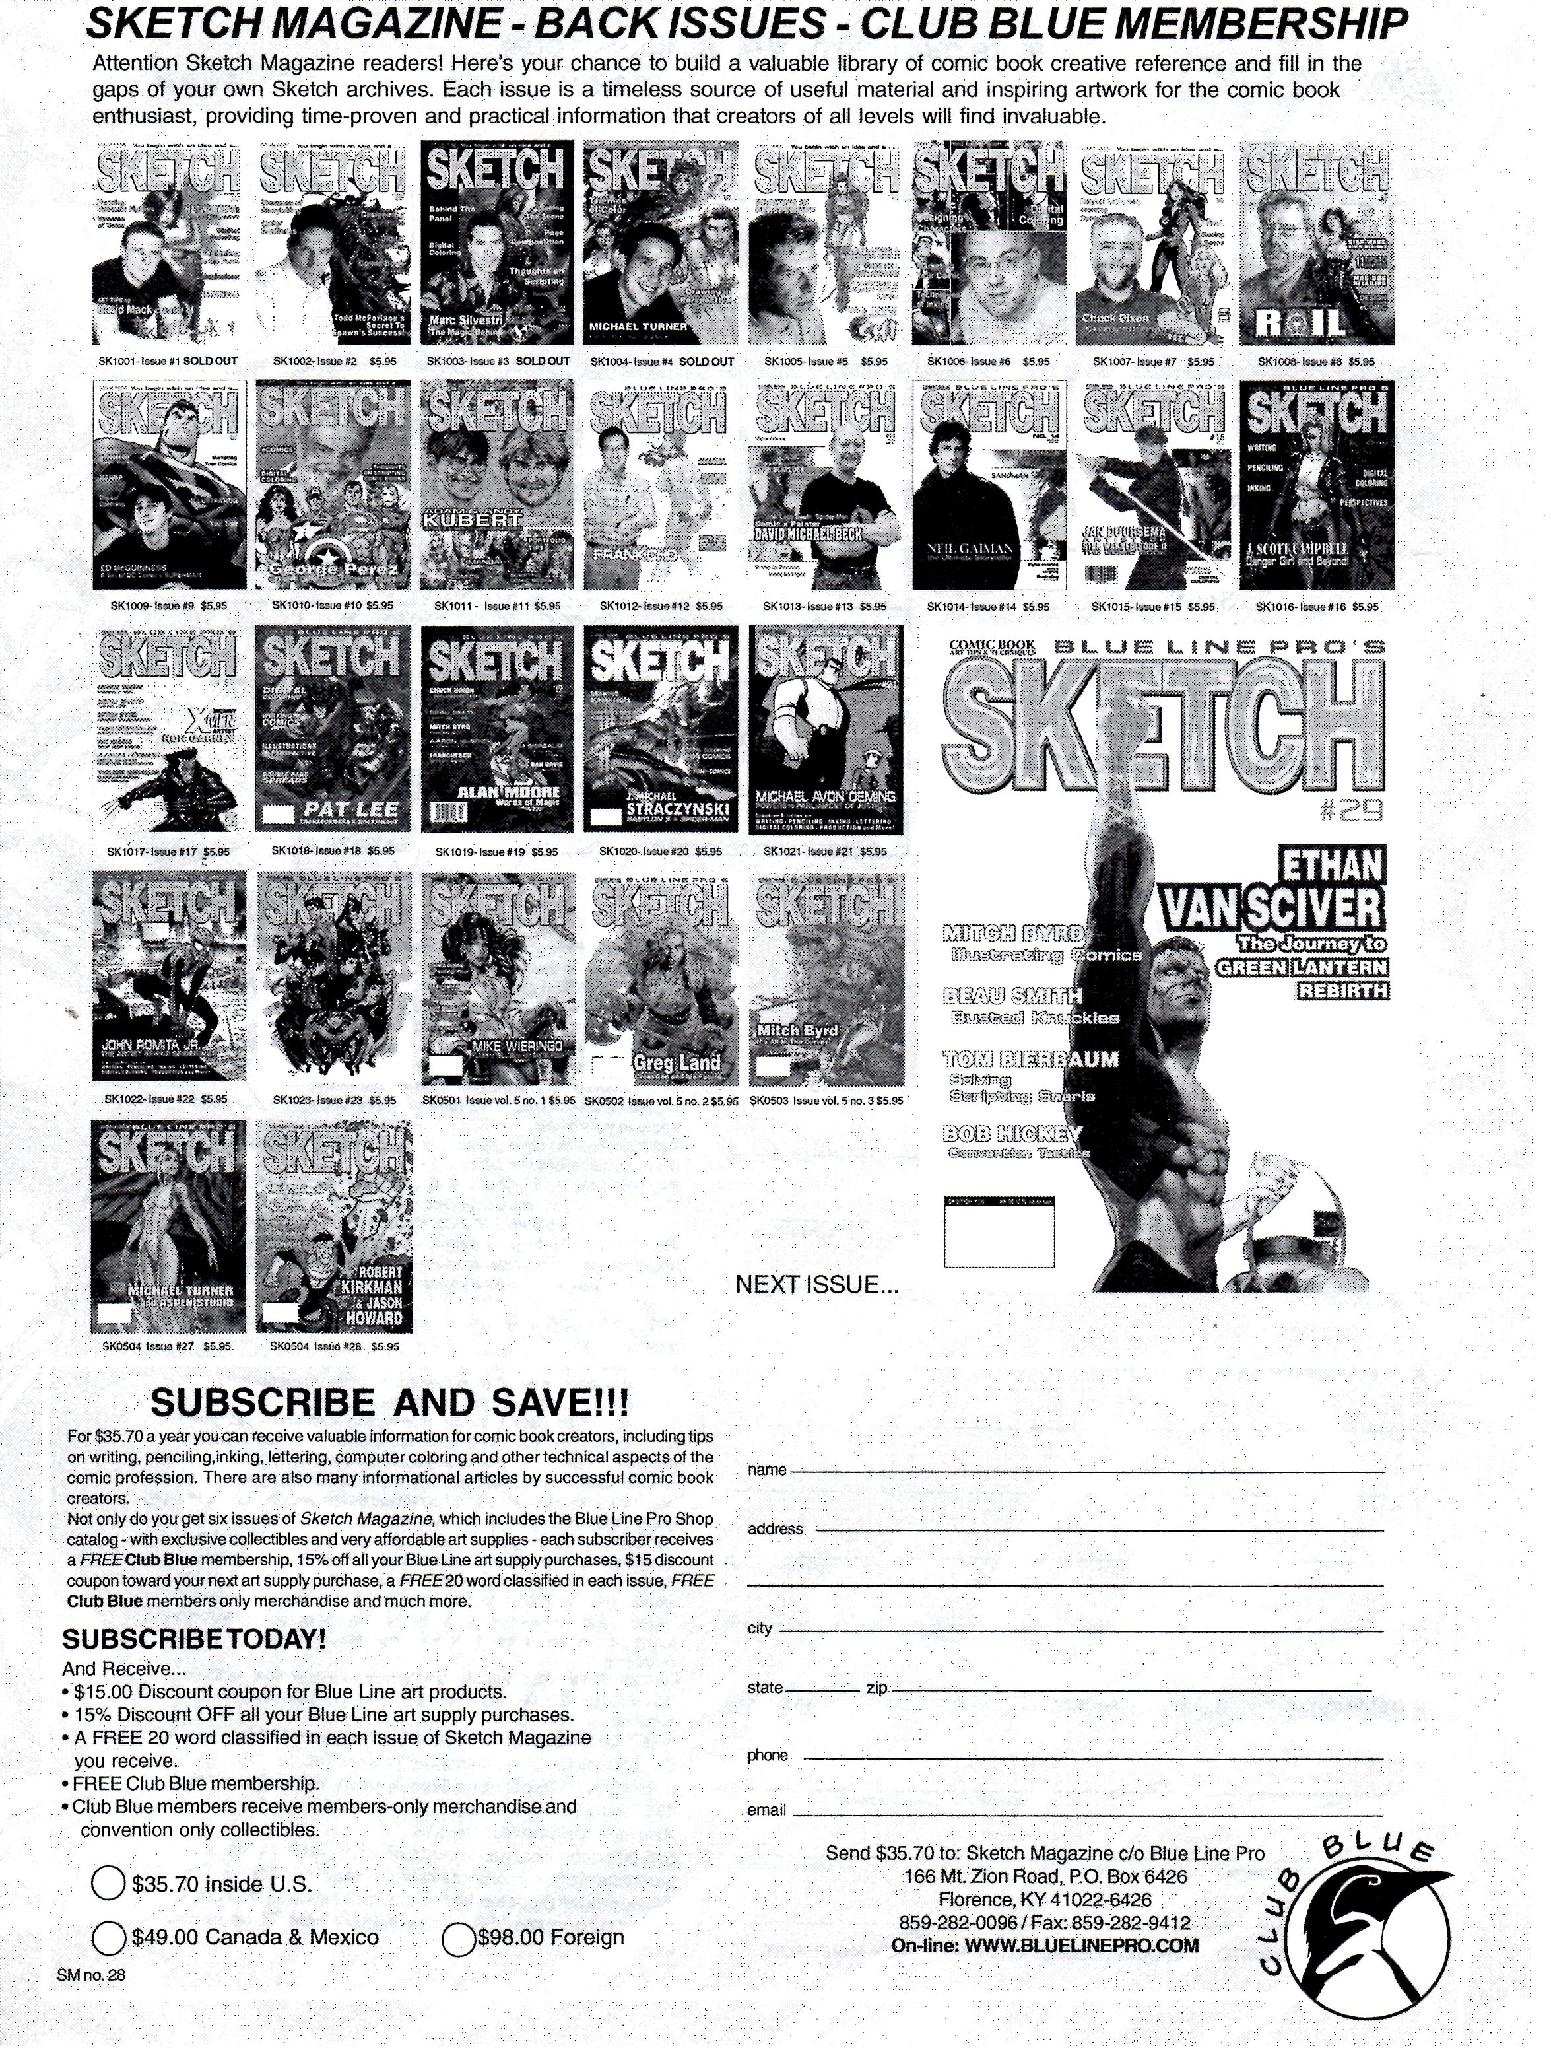 SKETCH MAGAZINE - BACK ISSUES - CLUB BLUE MEMBERSHIP
Attention Sketch Magazine readers! Here's your chance to build a valuable library of comic book creative reference and fill in the
gaps of your own Sketch archives. Each issue is a timeless source of useful material and inspiring artwork for the comic book
enthusiast, providing time-proven and practical information that creators of all levels will find invaluable.
SKETCH SKETCH SKETCH SKETCH SKETCH SKETCH SKETCH SKETCH
Behind The
Panel
Digital
Coloring
Page
Composition
Thoughts on
Scripting
Marc Silvestri
The Magic Behind
Todd McFarlane's
Secret To
Spawn's Success!
MICHAEL TURNER
Chuck Dixon
SK1001- Issue #1 SOLD OUT
SK1002- Issue #2 $5.95
SK1003- Issue #3 SOLD OUT
SK1004- Issue #4 SOLD OUT
SK1005- Issue #5 $5.95
SK1006- Issue #6 $5.95
SK1007- Issue #7 $5.95
SK1008- Issue #8 $5.95
SKETCH SKETCH SKETCH SKETCH SKETCH SKETCH SKETCH SKETCH
ED McGUINNESS
George Perez
KUBERT
FRANK CHO
DAVID MICHAEL BECK
SANDMAN
NEIL GAIMAN
JAN DUURSEMA
WRITING
PENCILING
INKING
DIGITAL
COLORING
PERSPECTIVES
J. SCOTT CAMPBELL
Danger Girl and Beyond!
SK1009- Issue #9 $5.95
SK1010- Issue #10 $5.95
SK1011- Issue #11 $5.95
SK1012- Issue #12 $5.95
SK1013- Issue #13 $5.95
SK1014- Issue #14 $5.95
SK1015- Issue #15 $5.95
SK1016- Issue #16 $5.95
SKETCH SKETCH SKETCH SKETCH SKETCH
X-MEN
PAT LEE
CHUCK DIXON
MITCH BYRD
ALAN MOORE
Words of Magic
J. MICHAEL
STRACZYNSKI
BABYLON 5 - SPIDER-MAN
MICHAEL AVON OEMING
SK1017- Issue #17 $5.95
SK1018- Issue #18 $5.95
SK1019- Issue #19 $5.95
SK1020- Issue #20 $5.95
SK1021- Issue #21 $5.95
SKETCH SKETCH SKETCH SKETCH SKETCH
JOHN ROMITA JR.
MIKE WIERINGO
Greg Land
Mitch Byrd
SK1022- Issue #22 $5.95
SK1023- Issue #23 $5.95
SK0501 Issue vol. 5 no. 1 $5.95
SK0502 Issue vol. 5 no. 2 $5.95
SK0503 Issue vol. 5 no. 3 $5.95
SKETCH SKETCH
MICHAEL TURNER
ROBERT
KIRKMAN
& JASON
HOWARD
SK0504 Issue #27 $5.95
SK0504 Issue #28 $5.95
NEXT ISSUE...
COMIC BOOK
BLUE LINE PRO'S
SKETCH
#29
ETHAN
VAN SCIVER
The Journey to
GREEN LANTERN
REBIRTH
MITCH BYRD
Illustrating Comics
BEAU SMITH
Busted Knuckles
TOM BIERBAUM
Solving
Scripting Snarls
BOB HICKEY
Convention Tactics
SUBSCRIBE AND SAVE!!!
For $35.70 a year you can receive valuable information for comic book creators, including tips
on writing, penciling,inking, lettering, computer coloring and other technical aspects of the
comic profession. There are also many informational articles by successful comic book
creators.
Not only do you get six issues of Sketch Magazine, which includes the Blue Line Pro Shop
catalog - with exclusive collectibles and very affordable art supplies - each subscriber receives
a FREE Club Blue membership, 15% off all your Blue Line art supply purchases, $15 discount
coupon toward your next art supply purchase, a FREE 20 word classified in each issue, FREE
Club Blue members only merchandise and much more.
SUBSCRIBE TODAY!
And Receive...
• $15.00 Discount coupon for Blue Line art products.
• 15% Discount OFF all your Blue Line art supply purchases.
• A FREE 20 word classified in each issue of Sketch Magazine
you receive.
• FREE Club Blue membership.
• Club Blue members receive members-only merchandise and
convention only collectibles.
$35.70 inside U.S.
$49.00 Canada & Mexico $98.00 Foreign
SM no. 28
name
address
city
state zip
phone
email
Send $35.70 to: Sketch Magazine c/o Blue Line Pro
166 Mt. Zion Road, P.O. Box 6426
Florence, KY 41022-6426
859-282-0096 / Fax: 859-282-9412
On-line: WWW.BLUELINEPRO.COM
CLUB BLUE